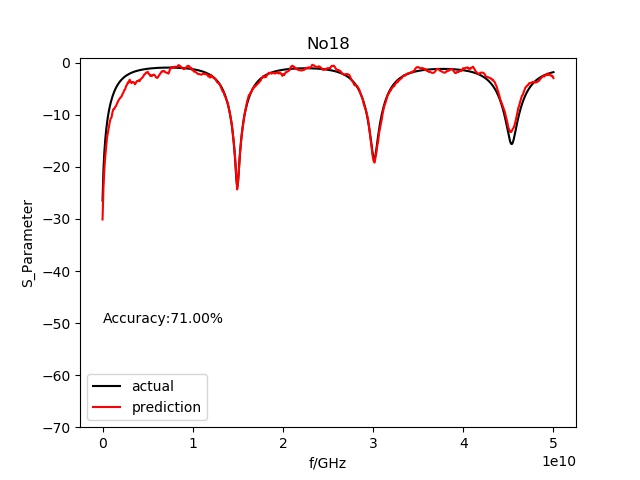 No18
0
−10
−20
−30
−40
−50
−60
−70
S_Parameter
Accuracy:71.00%
actual
prediction
0 1 2 3 4 5
1e10
f/GHz